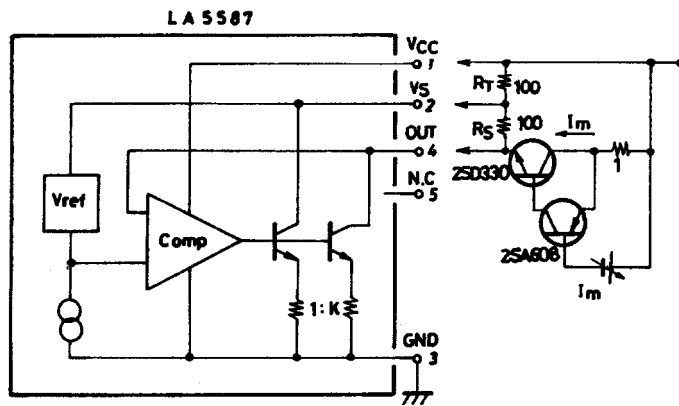 LA5587
VCC
1
VS
2
OUT
4
N.C
5
GND
3
Vref
Comp
1:K
RT 100
RS 100
Im
2SD330
1
2SA608
Im